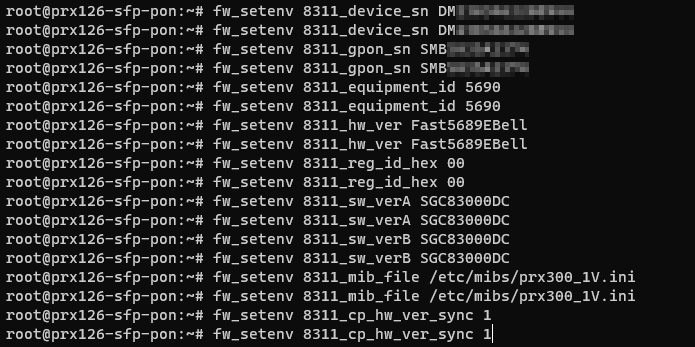 root@prx126-sfp-pon:~# fw_setenv 8311_device_sn DM
root@prx126-sfp-pon:~# fw_setenv 8311_device_sn DM
root@prx126-sfp-pon:~# fw_setenv 8311_gpon_sn SMB
root@prx126-sfp-pon:~# fw_setenv 8311_gpon_sn SMB
root@prx126-sfp-pon:~# fw_setenv 8311_equipment_id 5690
root@prx126-sfp-pon:~# fw_setenv 8311_equipment_id 5690
root@prx126-sfp-pon:~# fw_setenv 8311_hw_ver Fast5689EBell
root@prx126-sfp-pon:~# fw_setenv 8311_hw_ver Fast5689EBell
root@prx126-sfp-pon:~# fw_setenv 8311_reg_id_hex 00
root@prx126-sfp-pon:~# fw_setenv 8311_reg_id_hex 00
root@prx126-sfp-pon:~# fw_setenv 8311_sw_verA SGC83000DC
root@prx126-sfp-pon:~# fw_setenv 8311_sw_verA SGC83000DC
root@prx126-sfp-pon:~# fw_setenv 8311_sw_verB SGC83000DC
root@prx126-sfp-pon:~# fw_setenv 8311_sw_verB SGC83000DC
root@prx126-sfp-pon:~# fw_setenv 8311_mib_file /etc/mibs/prx300_1V.ini
root@prx126-sfp-pon:~# fw_setenv 8311_mib_file /etc/mibs/prx300_1V.ini
root@prx126-sfp-pon:~# fw_setenv 8311_cp_hw_ver_sync 1
root@prx126-sfp-pon:~# fw_setenv 8311_cp_hw_ver_sync 1